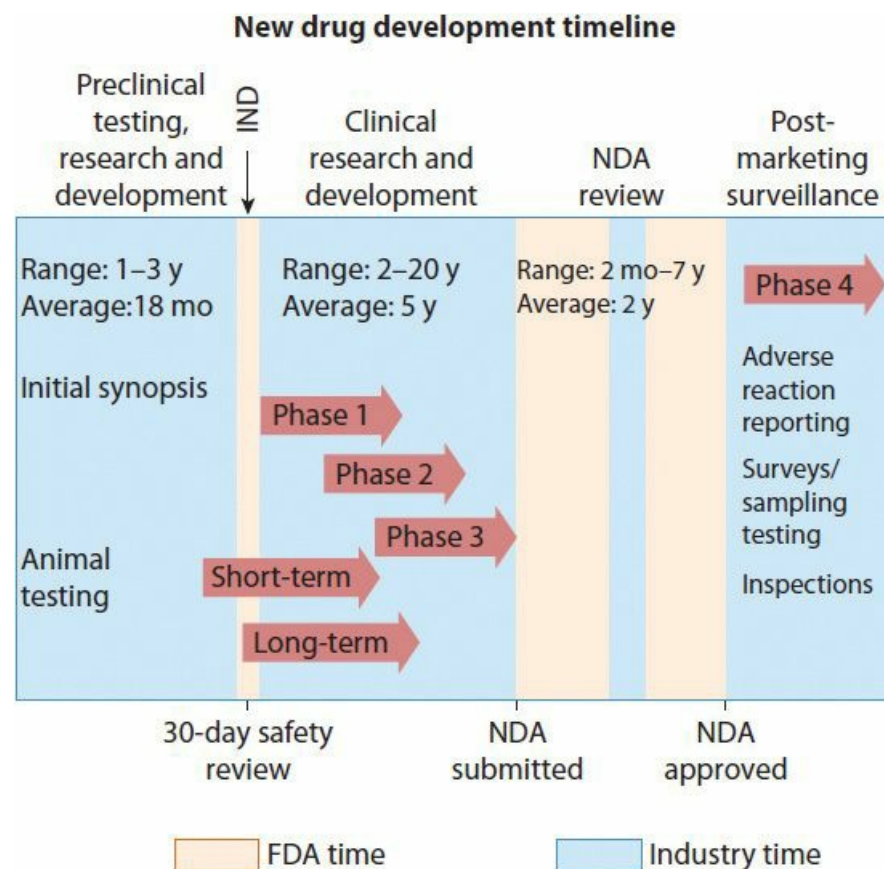 New drug development timeline
Preclinical
testing,
research and
development
IND
Clinical
research and
development
NDA
review
Post-
marketing
surveillance
Range: 1–3 y
Average:18 mo
Range: 2–20 y
Average: 5 y
Range: 2 mo–7 y
Average: 2 y
Phase 4
Initial synopsis
Phase 1
Phase 2
Phase 3
Animal
testing
Short-term
Long-term
Adverse
reaction
reporting
Surveys/
sampling
testing
Inspections
30-day safety
review
NDA
submitted
NDA
approved
FDA time
Industry time